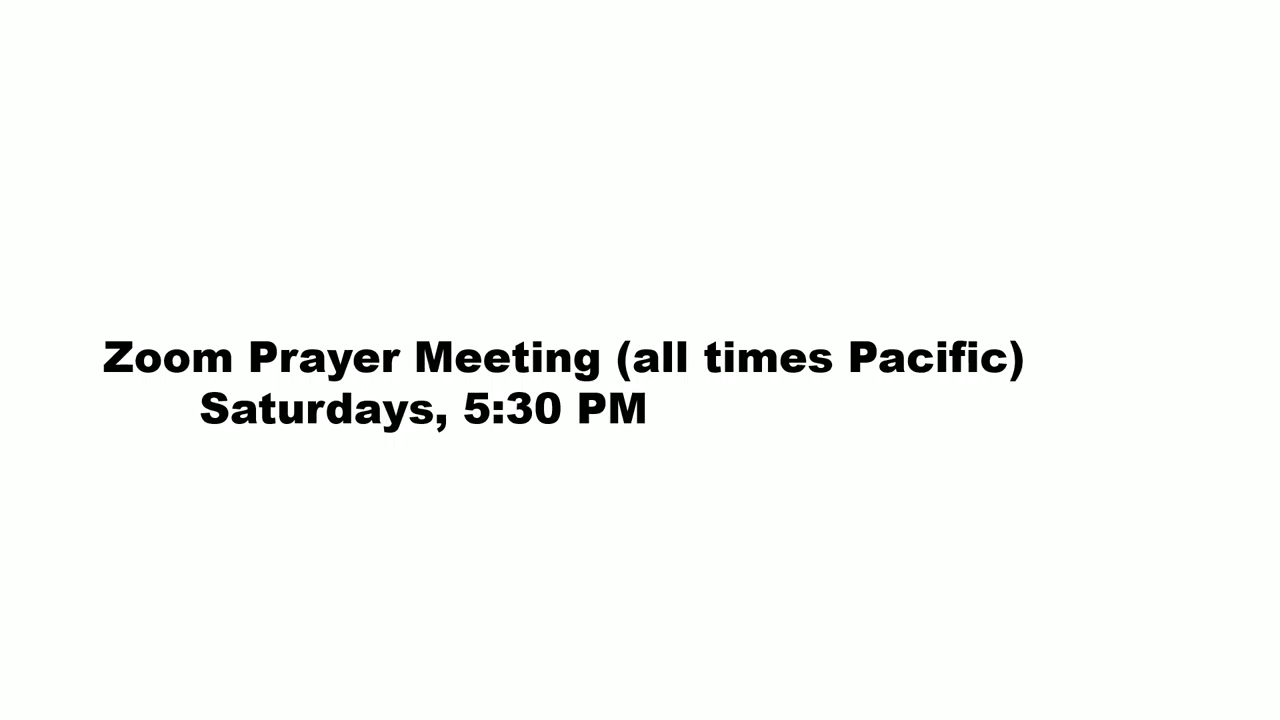 Zoom Prayer Meeting (all times Pacific)
Saturdays, 5:30 PM